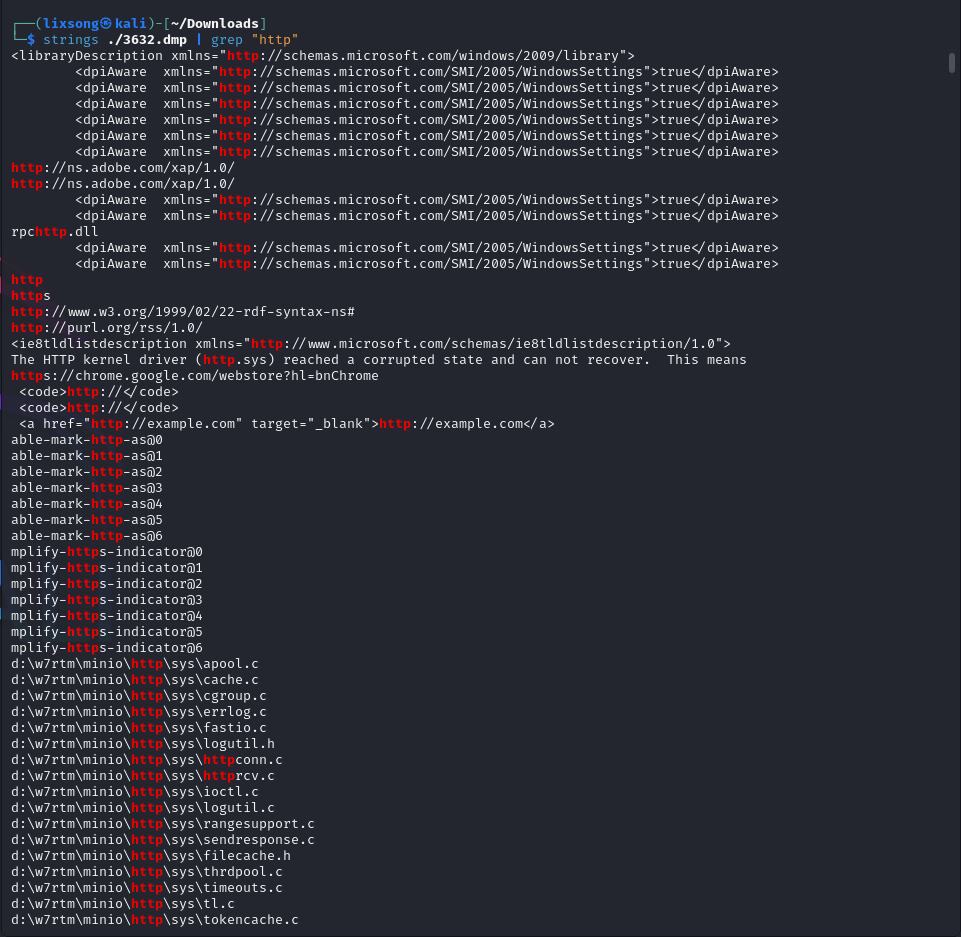 ┌──(lixsong㉿kali)-[~/Downloads]
└─$ strings ./3632.dmp | grep "http"
<libraryDescription xmlns="http://schemas.microsoft.com/windows/2009/library">
        <dpiAware  xmlns="http://schemas.microsoft.com/SMI/2005/WindowsSettings">true</dpiAware>
        <dpiAware  xmlns="http://schemas.microsoft.com/SMI/2005/WindowsSettings">true</dpiAware>
        <dpiAware  xmlns="http://schemas.microsoft.com/SMI/2005/WindowsSettings">true</dpiAware>
        <dpiAware  xmlns="http://schemas.microsoft.com/SMI/2005/WindowsSettings">true</dpiAware>
        <dpiAware  xmlns="http://schemas.microsoft.com/SMI/2005/WindowsSettings">true</dpiAware>
        <dpiAware  xmlns="http://schemas.microsoft.com/SMI/2005/WindowsSettings">true</dpiAware>
http://ns.adobe.com/xap/1.0/
http://ns.adobe.com/xap/1.0/
        <dpiAware  xmlns="http://schemas.microsoft.com/SMI/2005/WindowsSettings">true</dpiAware>
        <dpiAware  xmlns="http://schemas.microsoft.com/SMI/2005/WindowsSettings">true</dpiAware>
rpchttp.dll
        <dpiAware  xmlns="http://schemas.microsoft.com/SMI/2005/WindowsSettings">true</dpiAware>
        <dpiAware  xmlns="http://schemas.microsoft.com/SMI/2005/WindowsSettings">true</dpiAware>
http
https
http://www.w3.org/1999/02/22-rdf-syntax-ns#
http://purl.org/rss/1.0/
<ie8tldlistdescription xmlns="http://www.microsoft.com/schemas/ie8tldlistdescription/1.0">
The HTTP kernel driver (http.sys) reached a corrupted state and can not recover.  This means
https://chrome.google.com/webstore?hl=bnChrome
 <code>http://</code>
 <code>http://</code>
 <a href="http://example.com" target="_blank">http://example.com</a>
able-mark-http-as@0
able-mark-http-as@1
able-mark-http-as@2
able-mark-http-as@3
able-mark-http-as@4
able-mark-http-as@5
able-mark-http-as@6
mplify-https-indicator@0
mplify-https-indicator@1
mplify-https-indicator@2
mplify-https-indicator@3
mplify-https-indicator@4
mplify-https-indicator@5
mplify-https-indicator@6
d:\w7rtm\minio\http\sys\apool.c
d:\w7rtm\minio\http\sys\cache.c
d:\w7rtm\minio\http\sys\cgroup.c
d:\w7rtm\minio\http\sys\errlog.c
d:\w7rtm\minio\http\sys\fastio.c
d:\w7rtm\minio\http\sys\logutil.h
d:\w7rtm\minio\http\sys\httpconn.c
d:\w7rtm\minio\http\sys\httprcv.c
d:\w7rtm\minio\http\sys\ioctl.c
d:\w7rtm\minio\http\sys\logutil.c
d:\w7rtm\minio\http\sys\rangesupport.c
d:\w7rtm\minio\http\sys\sendresponse.c
d:\w7rtm\minio\http\sys\filecache.h
d:\w7rtm\minio\http\sys\thrdpool.c
d:\w7rtm\minio\http\sys\timeouts.c
d:\w7rtm\minio\http\sys\tl.c
d:\w7rtm\minio\http\sys\tokencache.c